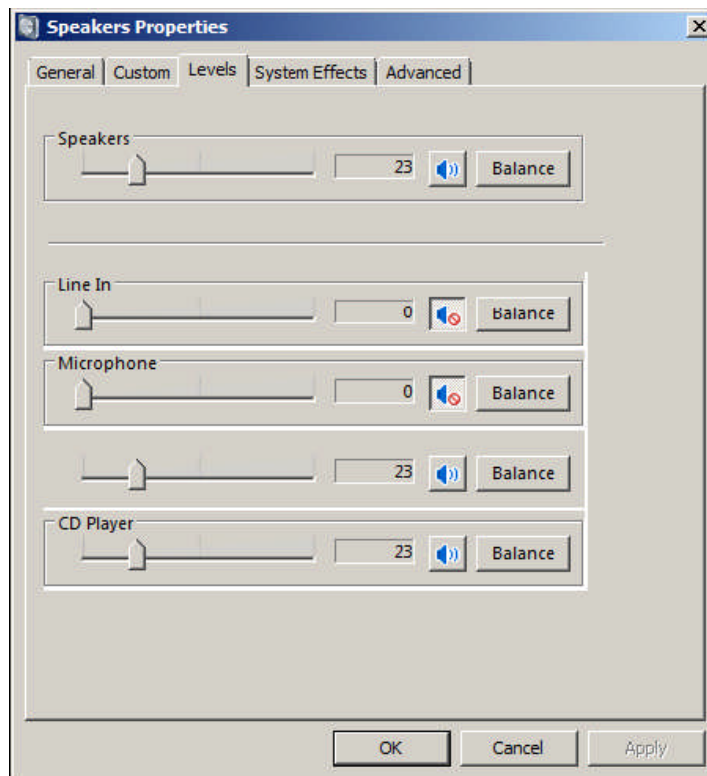 Speakers Properties
General Custom Levels System Effects Advanced
Speakers
23 Balance
Line In
0 Balance
Microphone
0 Balance
23 Balance
CD Player
23 Balance
OK Cancel Apply